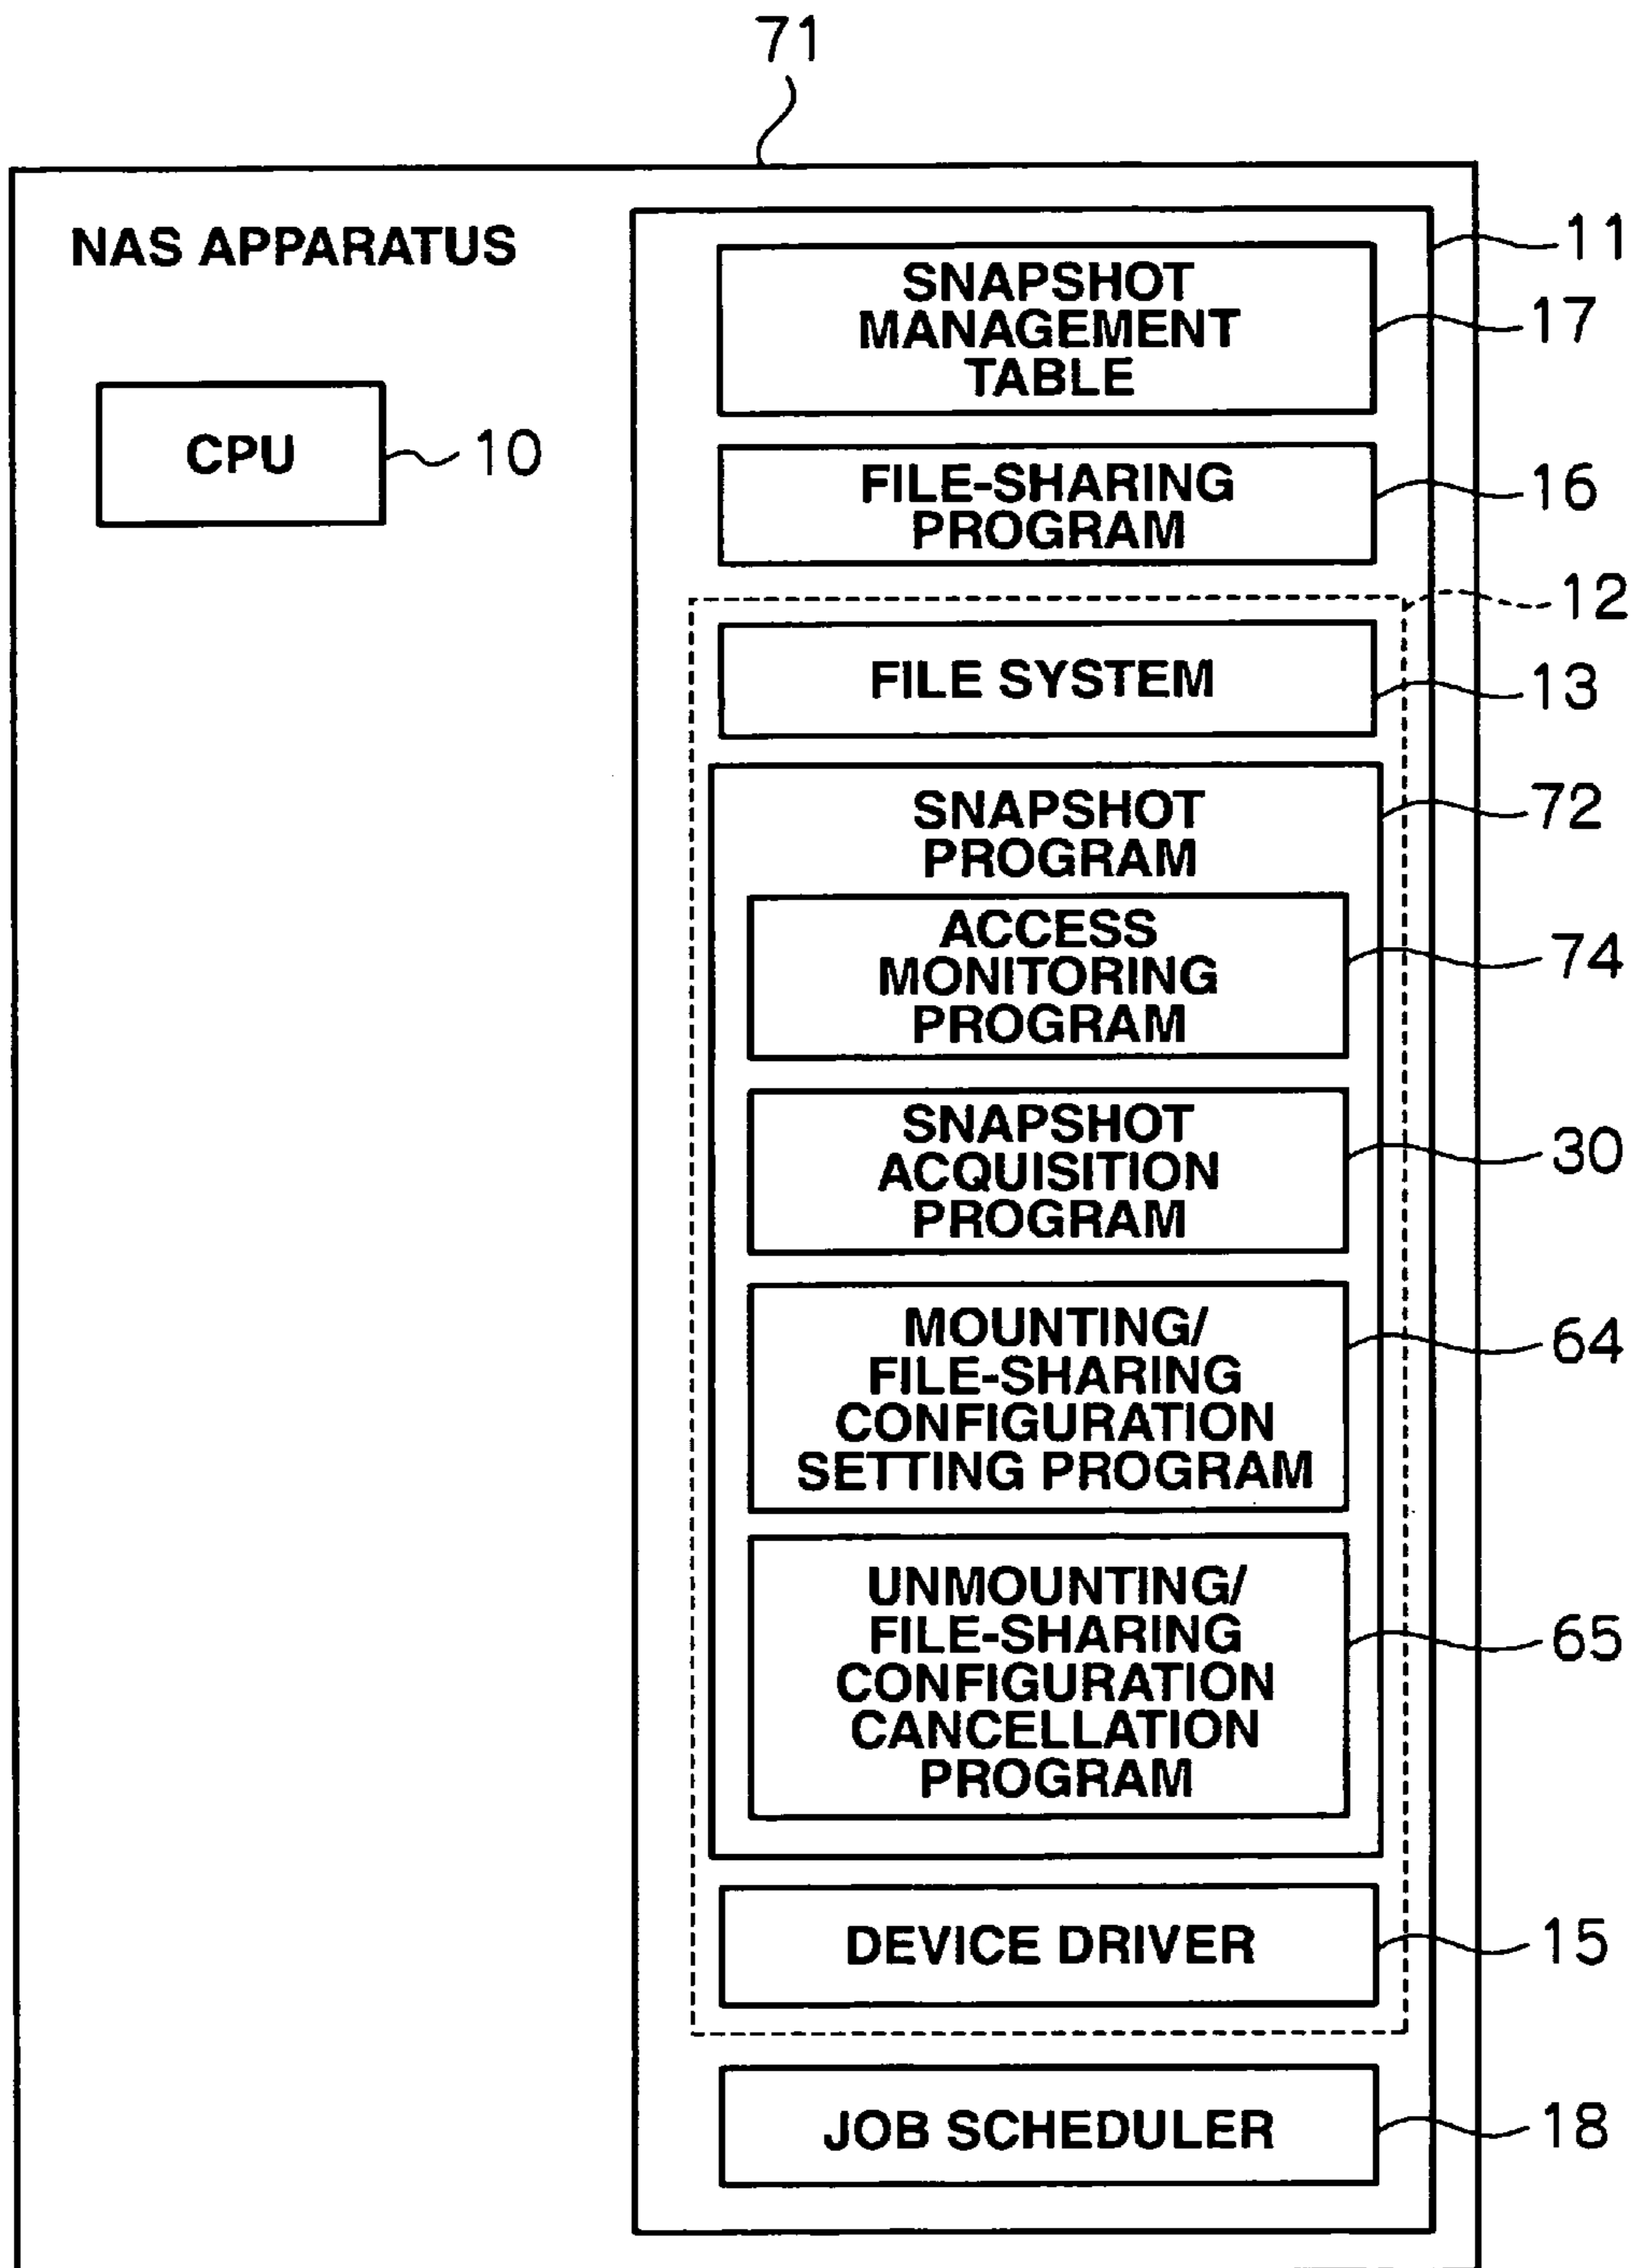 71
NAS APPARATUS
11
SNAPSHOT
MANAGEMENT
TABLE
17
CPU
10
FILE-SHARING
PROGRAM
16
12
FILE SYSTEM
13
SNAPSHOT
PROGRAM
72
ACCESS
MONITORING
PROGRAM
74
SNAPSHOT
ACQUISITION
PROGRAM
30
MOUNTING/
FILE-SHARING
CONFIGURATION
SETTING PROGRAM
64
UNMOUNTING/
FILE-SHARING
CONFIGURATION
CANCELLATION
PROGRAM
65
DEVICE DRIVER
15
JOB SCHEDULER
18